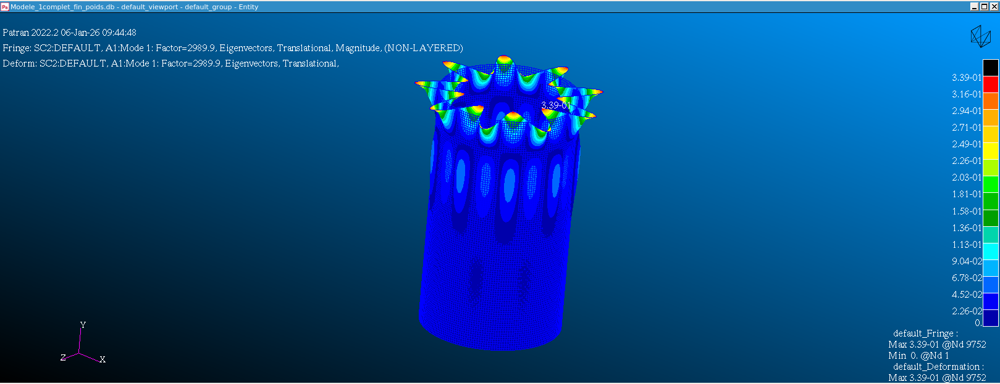 Modele_1complet_fin_poids.db - default_viewport - default_group - Entity
Patran 2022.2 06-Jan-26 09:44:48
Fringe: SC2:DEFAULT, A1:Mode 1: Factor=2989.9, Eigenvectors, Translational, Magnitude, (NON-LAYERED)
Deform: SC2:DEFAULT, A1:Mode 1: Factor=2989.9, Eigenvectors, Translational,
3.39-01
3.39-01
3.16-01
2.94-01
2.71-01
2.49-01
2.26-01
2.03-01
1.81-01
1.58-01
1.36-01
1.13-01
9.04-02
6.78-02
4.52-02
2.26-02
0.
Y
Z
X
default_Fringe :
Max 3.39-01 @Nd 9752
Min 0. @Nd 1
default_Deformation :
Max 3.39-01 @Nd 9752